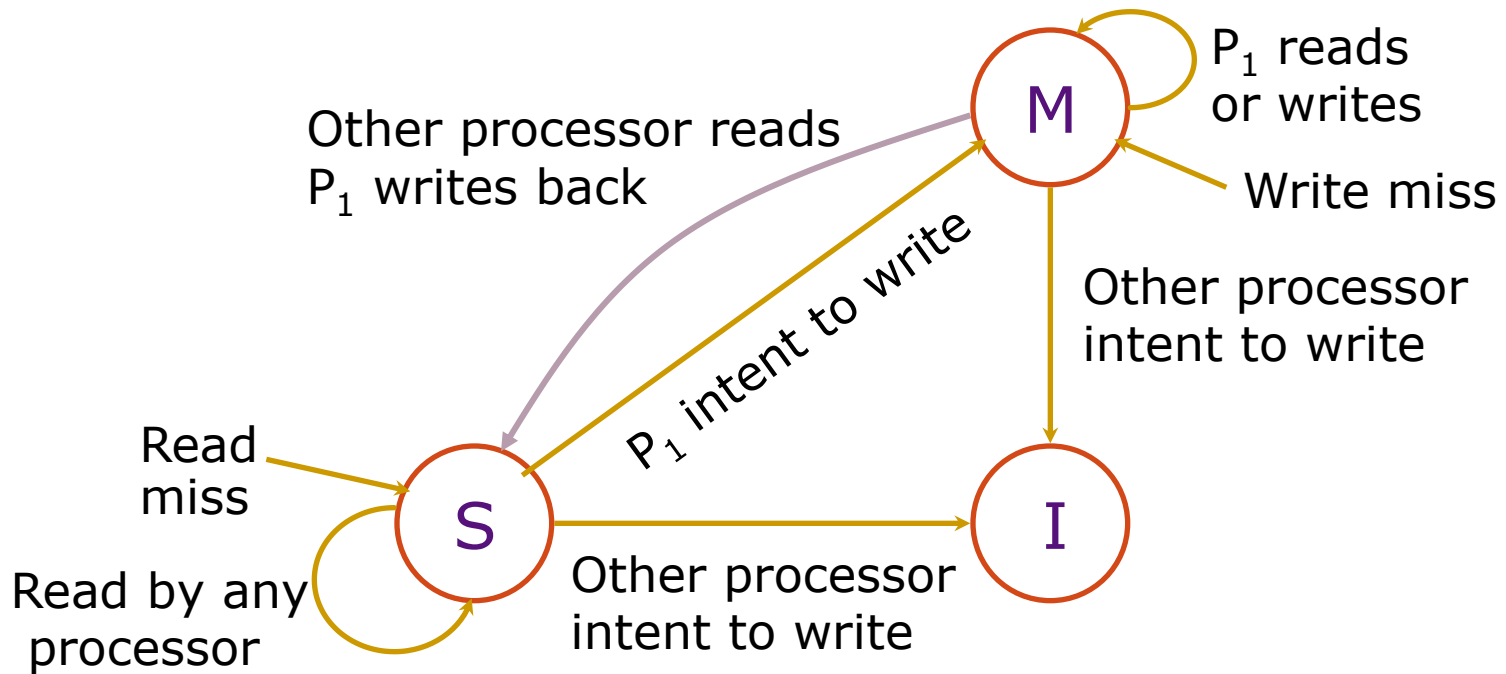 P₁ reads
or writes
M
Other processor reads
P₁ writes back
Write miss
P₁ intent to write
Other processor
intent to write
Read
miss
S
I
Read by any
processor
Other processor
intent to write